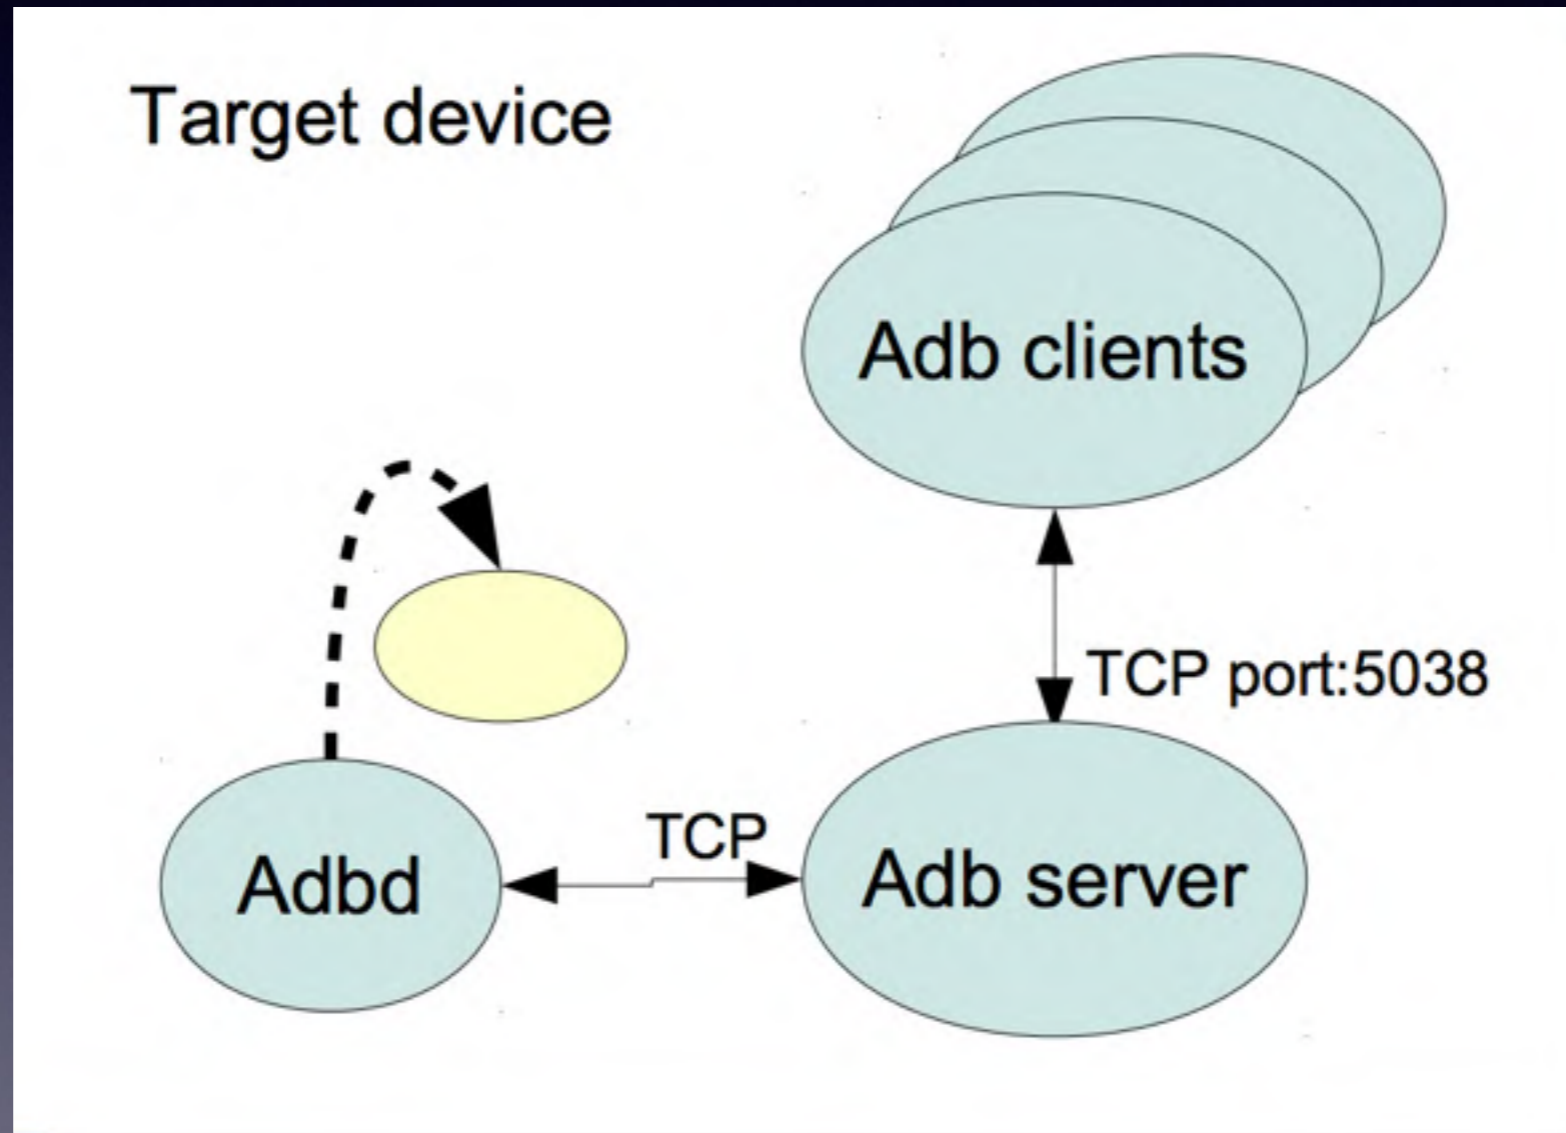 Target device
Adb clients
TCP port:5038
TCP
Adbd
Adb server